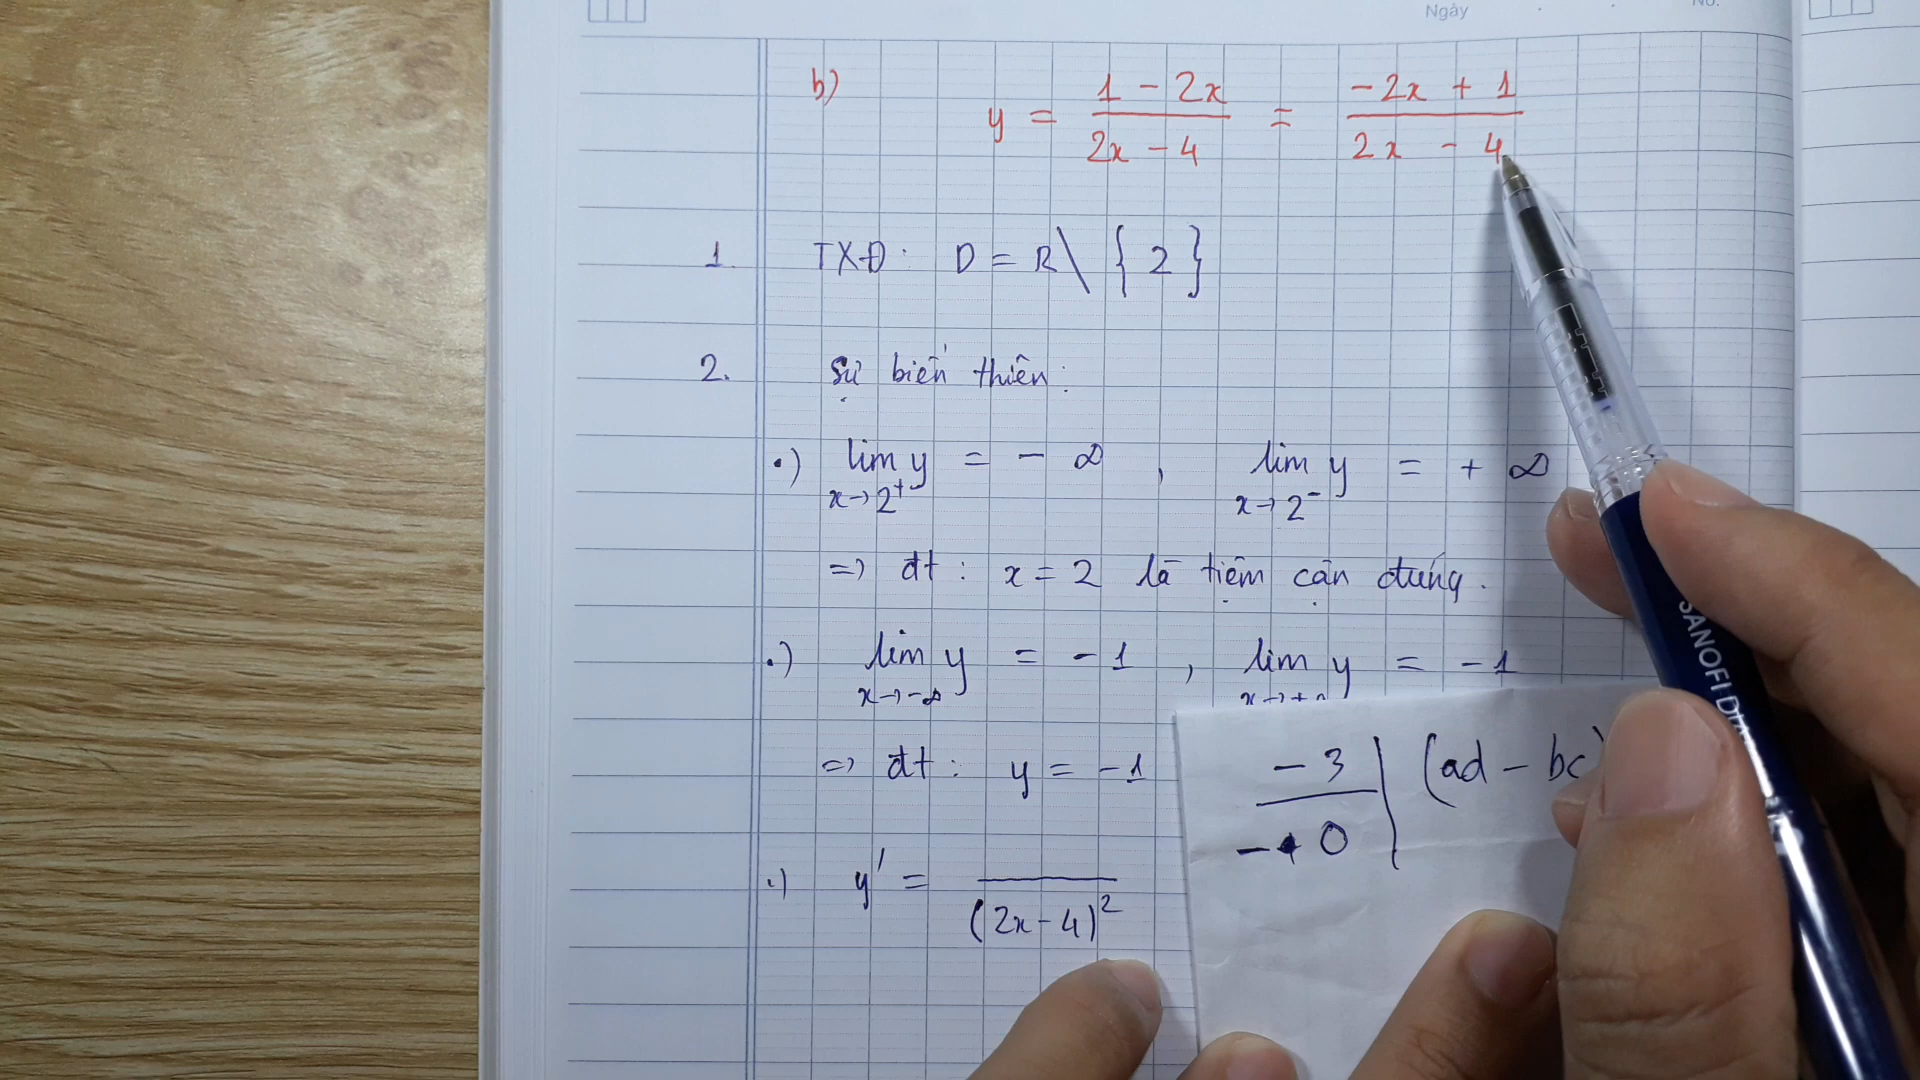 Ngày
No.
b) y = 1 - 2x / 2x - 4 = -2x + 1 / 2x - 4
1. TXĐ: D = R \ { 2 }
2. Sự biến thiên:
•) lim y = - ∞ , lim y = + ∞
x→2⁺ x→2⁻
=> đt : x = 2 là tiệm cận đứng.
•) lim y = -1 , lim y = -1
x→-∞ x→+∞
=> đt : y = -1
•) y' = / (2x-4)²
-3 / -0 | (ad - bc)
SANOFI